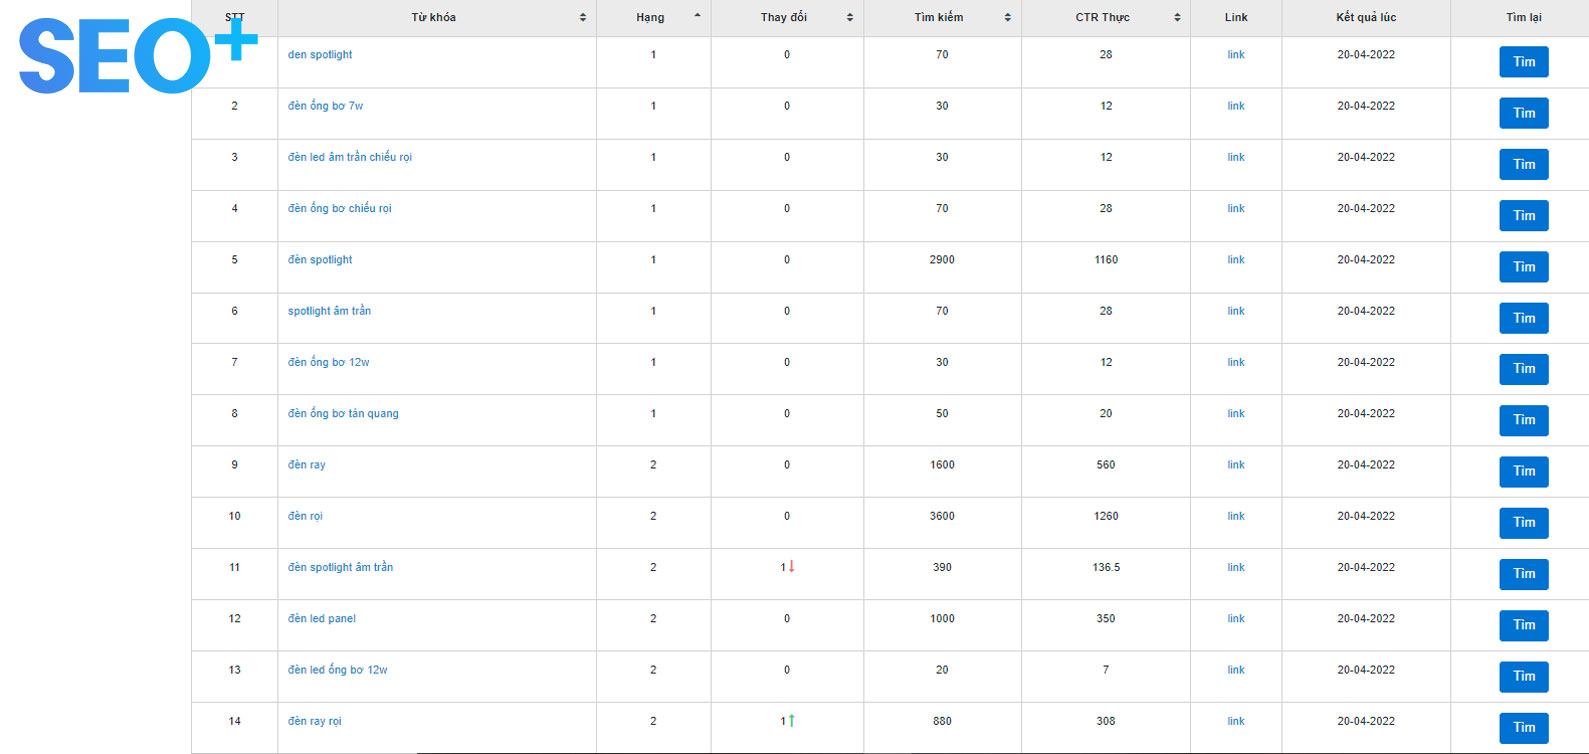 SEO+
STT Từ khóa Hạng Thay đổi Tìm kiếm CTR Thực Link Kết quả lúc Tìm lại
den spotlight 1 0 70 28 link 20-04-2022 Tìm
2 đèn ống bơ 7w 1 0 30 12 link 20-04-2022 Tìm
3 đèn led âm trần chiếu rọi 1 0 30 12 link 20-04-2022 Tìm
4 đèn ống bơ chiếu rọi 1 0 70 28 link 20-04-2022 Tìm
5 đèn spotlight 1 0 2900 1160 link 20-04-2022 Tìm
6 spotlight âm trần 1 0 70 28 link 20-04-2022 Tìm
7 đèn ống bơ 12w 1 0 30 12 link 20-04-2022 Tìm
8 đèn ống bơ tán quang 1 0 50 20 link 20-04-2022 Tìm
9 đèn ray 2 0 1600 560 link 20-04-2022 Tìm
10 đèn rọi 2 0 3600 1260 link 20-04-2022 Tìm
11 đèn spotlight âm trần 2 1↓ 390 136.5 link 20-04-2022 Tìm
12 đèn led panel 2 0 1000 350 link 20-04-2022 Tìm
13 đèn led ống bơ 12w 2 0 20 7 link 20-04-2022 Tìm
14 đèn ray rọi 2 1↑ 880 308 link 20-04-2022 Tìm